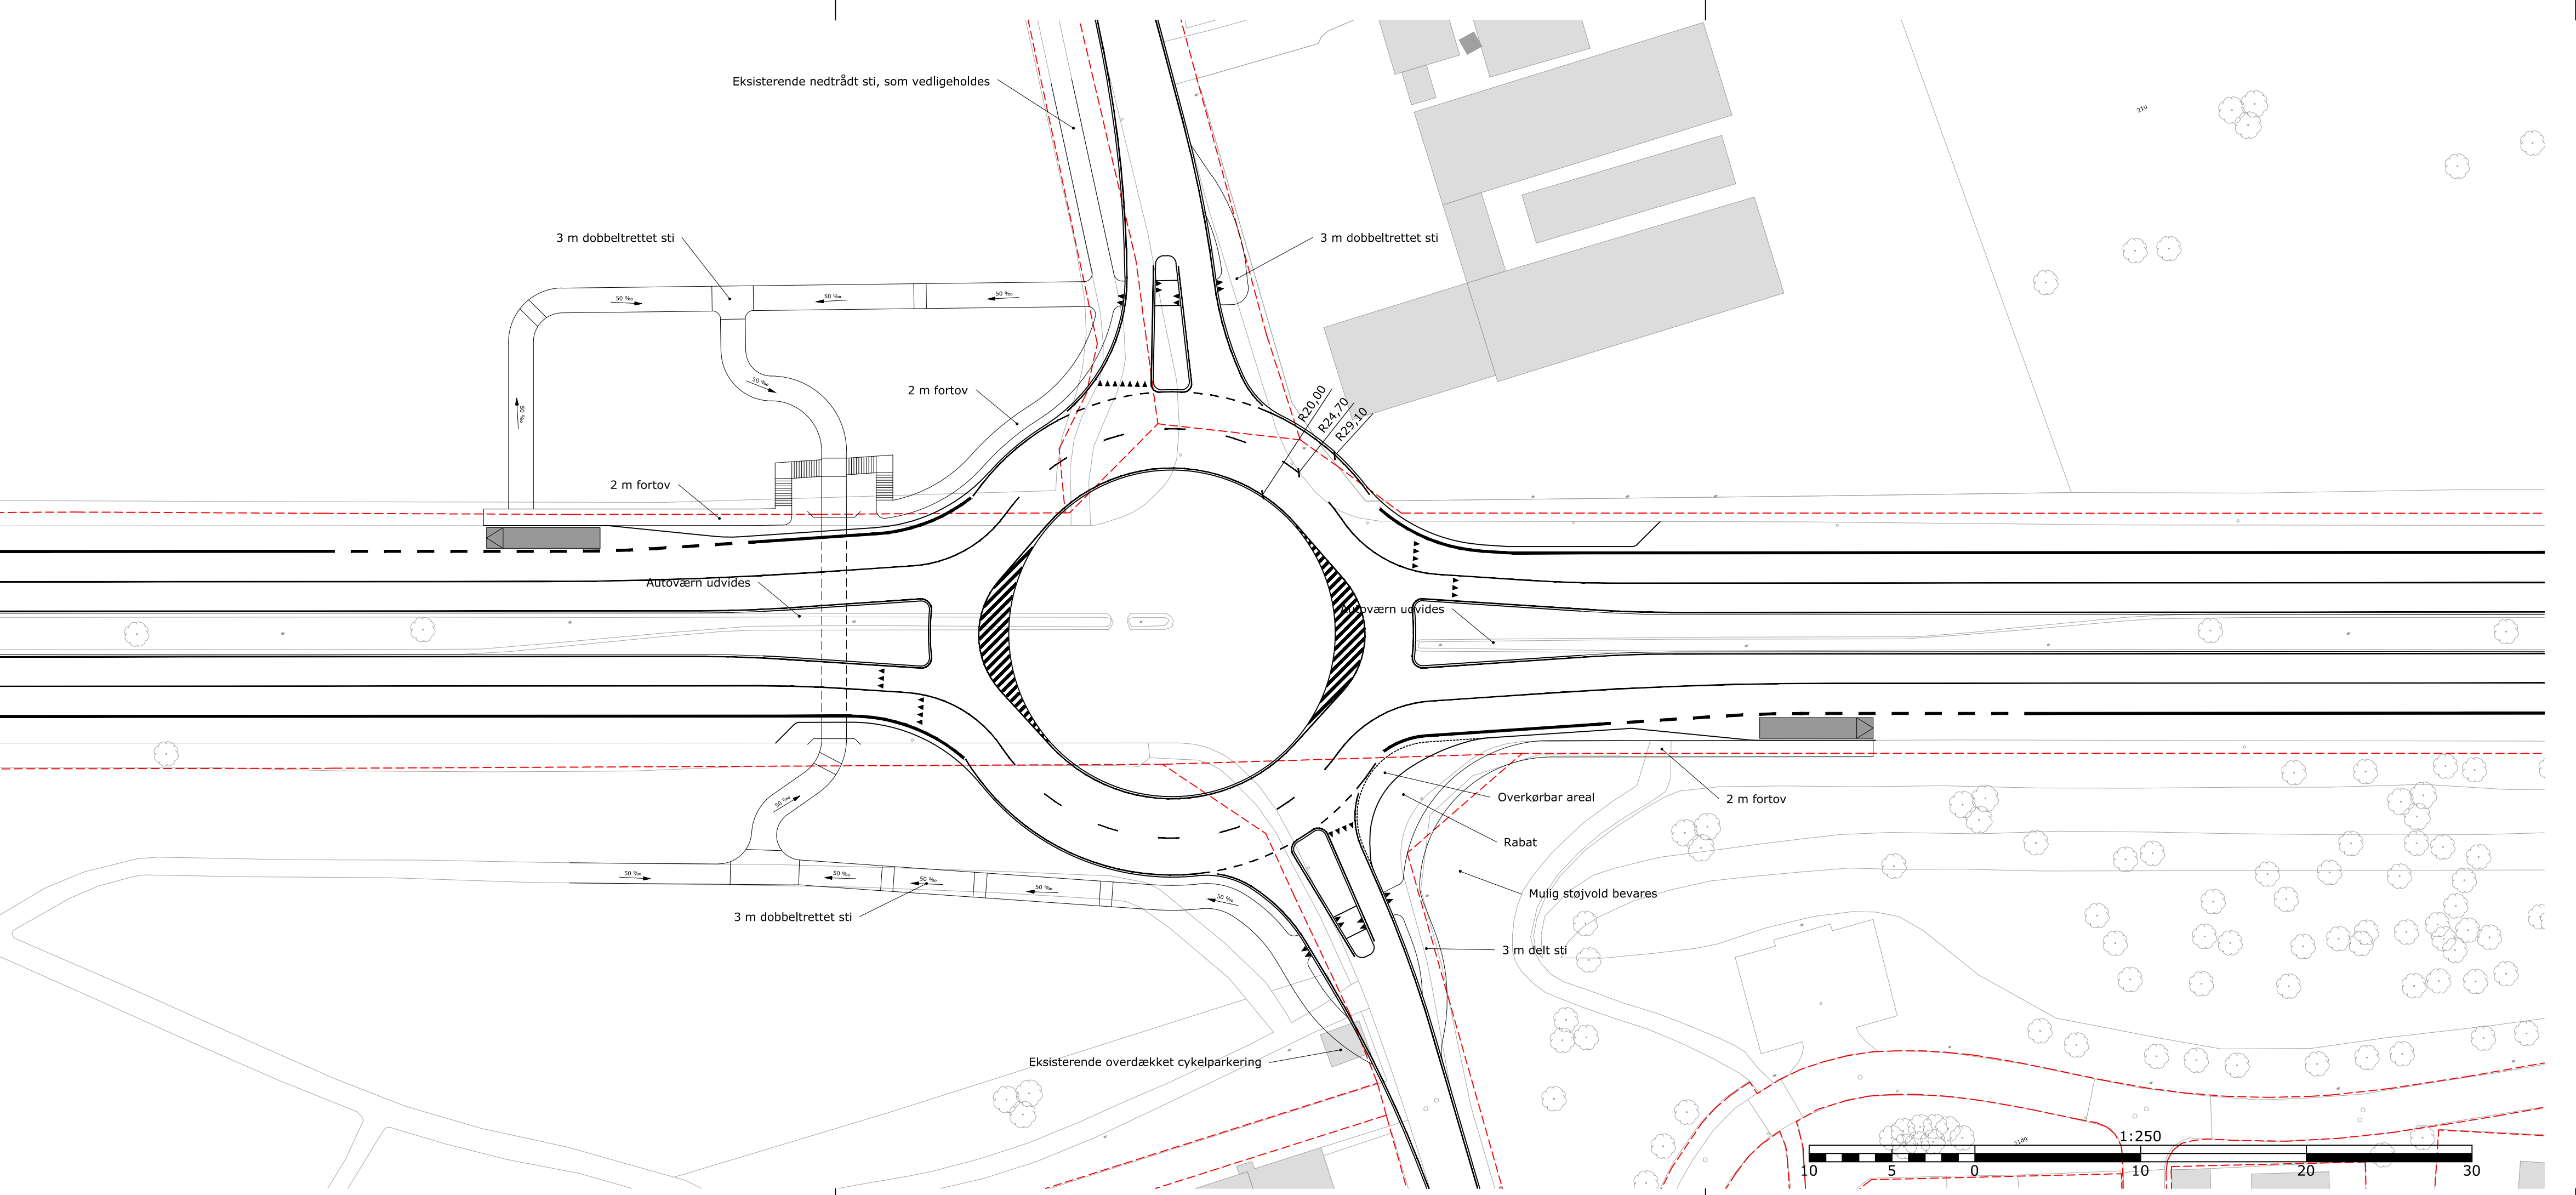 Eksisterende nedtrådt sti, som vedligeholdes
21u
3 m dobbeltrettet sti
3 m dobbeltrettet sti
50 ‰
50 ‰
50 ‰
50 ‰
50 ‰
2 m fortov
R20,00
R24,70
R29,10
2 m fortov
Autoværn udvides
Autoværn udvides
Overkørbar areal
2 m fortov
50 ‰
Rabat
50 ‰
50 ‰
50 ‰
50 ‰
50 ‰
Mulig støjvold bevares
3 m dobbeltrettet sti
3 m delt sti
Eksisterende overdækket cykelparkering
1:250
31dg
10 5 0 10 20 30